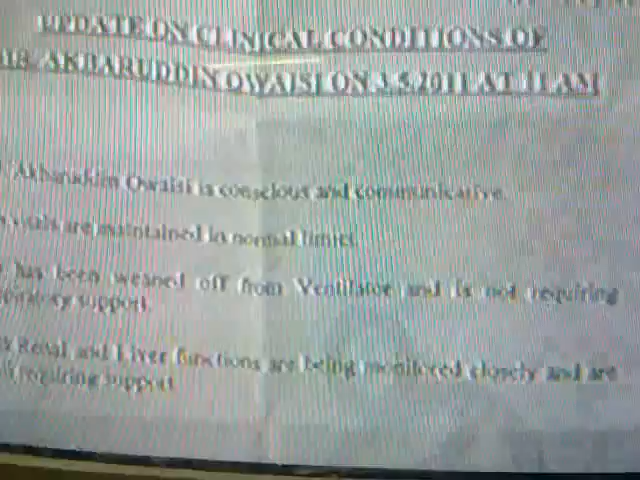 UPDATE ON CLINICAL CONDITIONS OF
MR. AKBARUDDIN OWAISI ON 3.5.2011 AT 11 AM
Akbaruddin Owaisi is conscious and communicative.
vitals are maintained in normal limits.
has been weaned off from Ventilator and is not requiring
support.
Renal and Liver functions are being monitored closely and are
requiring support